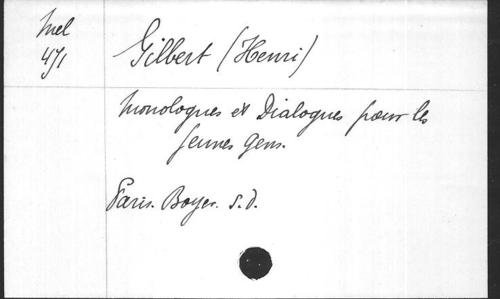 Mel
471
Gilbert (Henri)
Monologues et Dialogues pour les
jeunes gens.
Paris. Boyer. s.d.